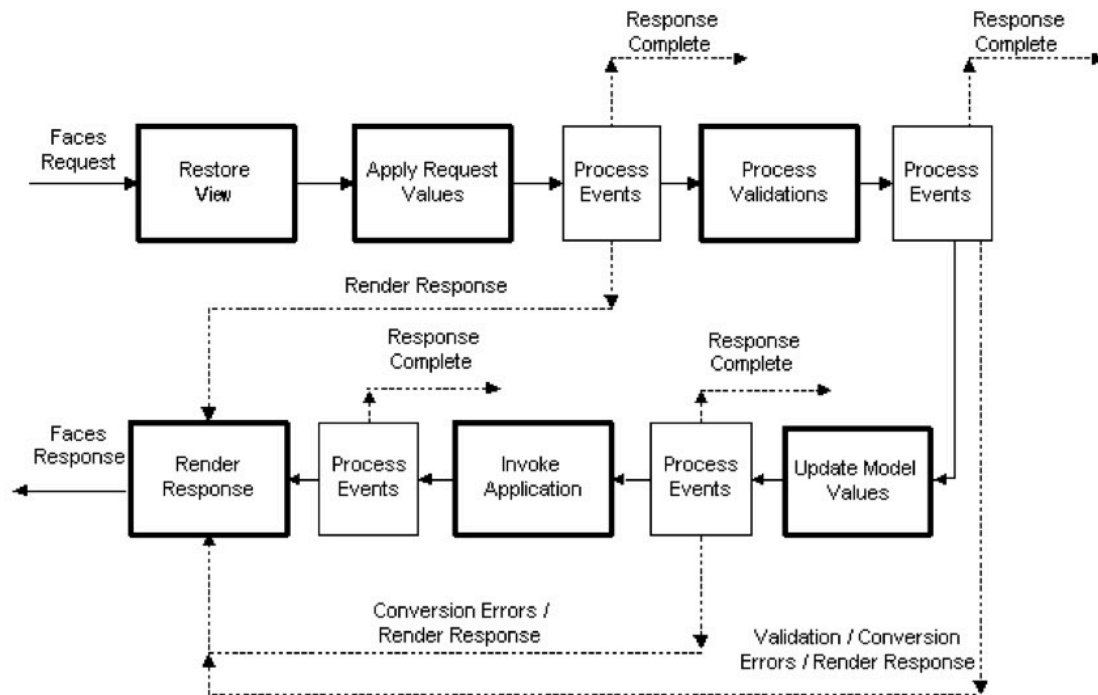 Response
Complete
Response
Complete
Faces
Request
Restore
View
Apply Request
Values
Process
Events
Process
Validations
Process
Events
Render Response
Response
Complete
Response
Complete
Faces
Response
Render
Response
Process
Events
Invoke
Application
Process
Events
Update Model
Values
Conversion Errors /
Render Response
Validation / Conversion
Errors / Render Response